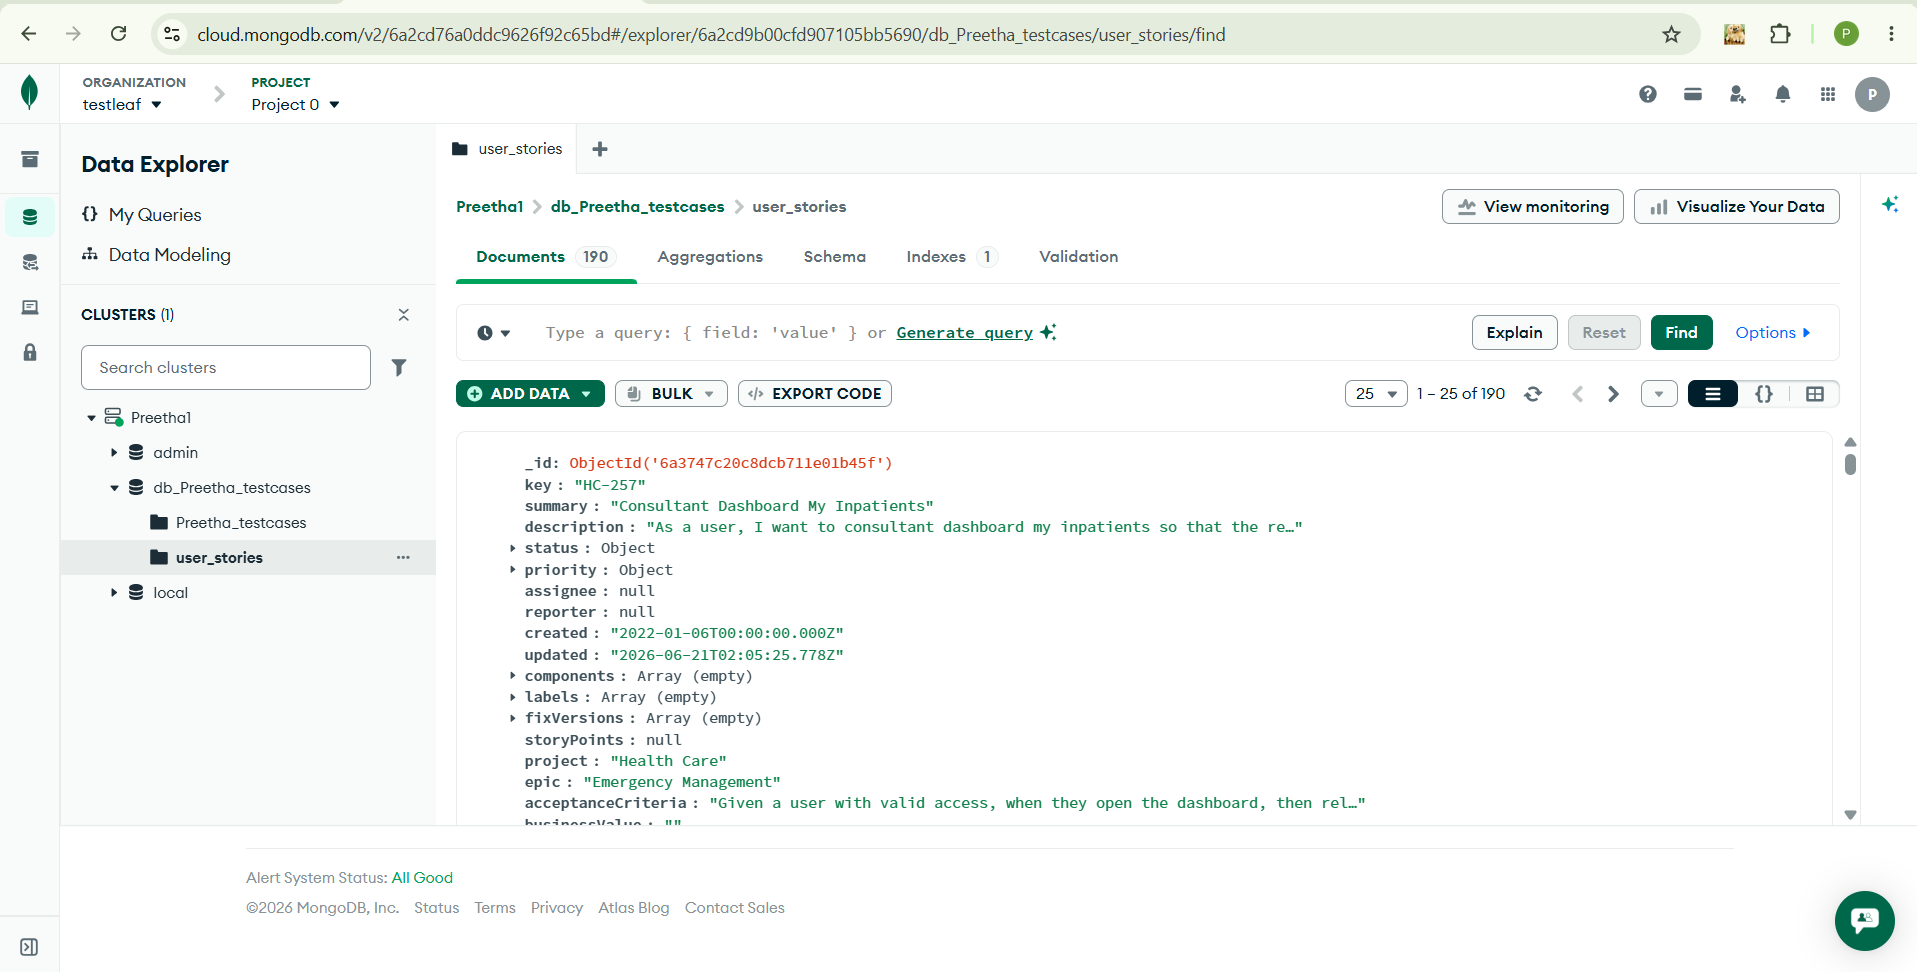 cloud.mongodb.com/v2/6a2cd76a0ddc9626f92c65bd#/explorer/6a2cd9b00cfd907105bb5690/db_Preetha_testcases/user_stories/find
P
ORGANIZATION
testleaf
PROJECT
Project 0
P
Data Explorer
My Queries
Data Modeling
CLUSTERS (1)
Search clusters
Preetha1
admin
db_Preetha_testcases
Preetha_testcases
user_stories
local
user_stories
Preetha1 > db_Preetha_testcases > user_stories
View monitoring
Visualize Your Data
Documents 190
Aggregations
Schema
Indexes 1
Validation
Type a query: { field: 'value' } or Generate query
Explain
Reset
Find
Options
ADD DATA
BULK
EXPORT CODE
25
1 – 25 of 190
_id: ObjectId('6a3747c20c8dcb711e01b45f')
key : "HC-257"
summary : "Consultant Dashboard My Inpatients"
description : "As a user, I want to consultant dashboard my inpatients so that the re…"
status : Object
priority : Object
assignee : null
reporter : null
created : "2022-01-06T00:00:00.000Z"
updated : "2026-06-21T02:05:25.778Z"
components : Array (empty)
labels : Array (empty)
fixVersions : Array (empty)
storyPoints : null
project : "Health Care"
epic : "Emergency Management"
acceptanceCriteria : "Given a user with valid access, when they open the dashboard, then rel…"
businessValue : ""
Alert System Status: All Good
©2026 MongoDB, Inc. Status Terms Privacy Atlas Blog Contact Sales